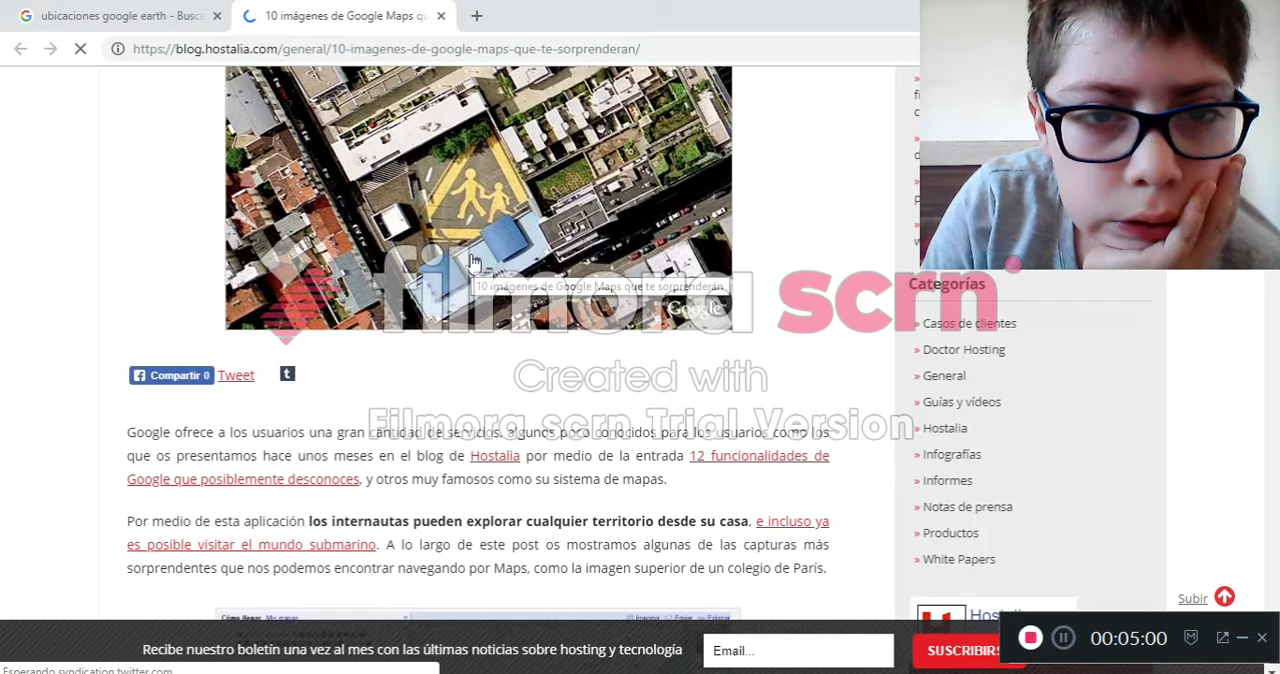 ubicaciones google earth - Busca
10 imágenes de Google Maps qu
https://blog.hostalia.com/general/10-imagenes-de-google-maps-que-te-sorprenderan/
10 imágenes de Google Maps que te sorprenderán
Google
filmora scrn
Created with
Filmora scrn Trial Version
Compartir 0
Tweet
Google ofrece a los usuarios una gran cantidad de servicios, algunos poco conocidos para los usuarios como los
que os presentamos hace unos meses en el blog de Hostalia por medio de la entrada 12 funcionalidades de
Google que posiblemente desconoces, y otros muy famosos como su sistema de mapas.
Por medio de esta aplicación los internautas pueden explorar cualquier territorio desde su casa, e incluso ya
es posible visitar el mundo submarino. A lo largo de este post os mostramos algunas de las capturas más
sorprendentes que nos podemos encontrar navegando por Maps, como la imagen superior de un colegio de París.
Cómo llegar Mis mapas
Imprimir Enviar Enlazar
Categorías
» Casos de clientes
» Doctor Hosting
» General
» Guías y vídeos
» Hostalia
» Infografías
» Informes
» Notas de prensa
» Productos
» White Papers
Subir
Recibe nuestro boletín una vez al mes con las últimas noticias sobre hosting y tecnología
Email...
SUSCRIBIRS
00:05:00
Esperando syndication.twitter.com